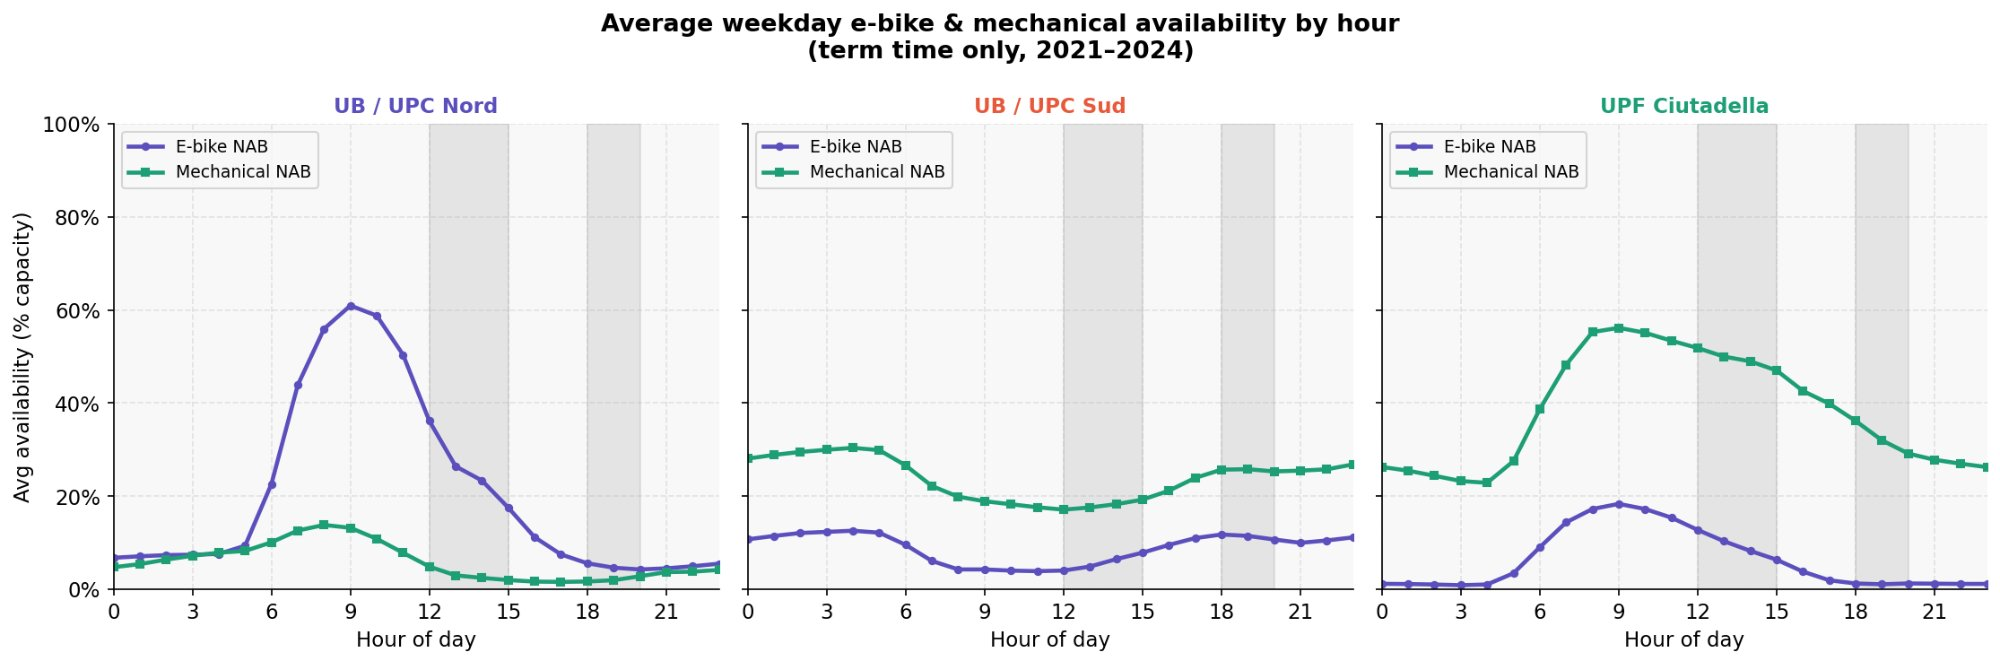 Average weekday e-bike & mechanical availability by hour
(term time only, 2021–2024)
UB / UPC Nord
UB / UPC Sud
UPF Ciutadella
Avg availability (% capacity)
100%
80%
60%
40%
20%
0%
E-bike NAB
Mechanical NAB
0 3 6 9 12 15 18 21
Hour of day
E-bike NAB
Mechanical NAB
0 3 6 9 12 15 18 21
Hour of day
E-bike NAB
Mechanical NAB
0 3 6 9 12 15 18 21
Hour of day